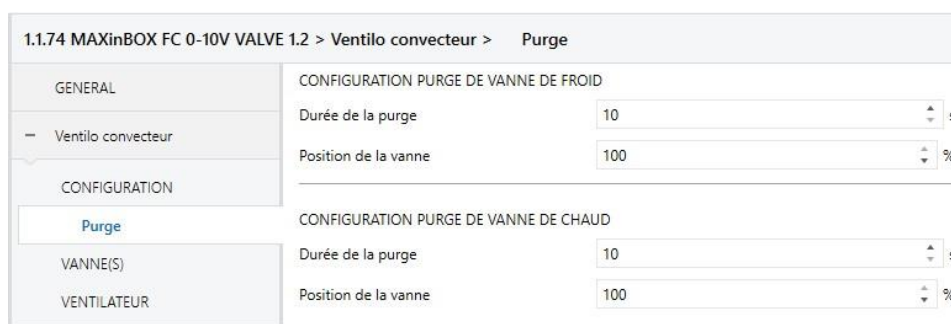 1.1.74 MAXinBOX FC 0-10V VALVE 1.2 > Ventilo convecteur > Purge
GENERAL
− Ventilo convecteur
CONFIGURATION
Purge
VANNE(S)
VENTILATEUR
CONFIGURATION PURGE DE VANNE DE FROID
Durée de la purge 10
Position de la vanne 100 %
CONFIGURATION PURGE DE VANNE DE CHAUD
Durée de la purge 10
Position de la vanne 100 %